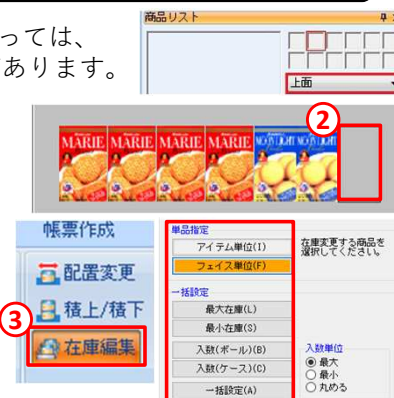 商品リスト
っては、
あります。
上面
②
MARIE MARIE MARIE MARIE MOONLIGHT MOONLIGHT
帳票作成
配置変更
積上/積下
③
在庫編集
単品指定
アイテム単位(I)
フェイス単位(F)
在庫変更する商品を
選択してください。
一括設定
最大在庫(L)
最小在庫(S)
入数(ボール)(B)
入数(ケース)(C)
一括設定(A)
入数単位
最大
最小
丸める